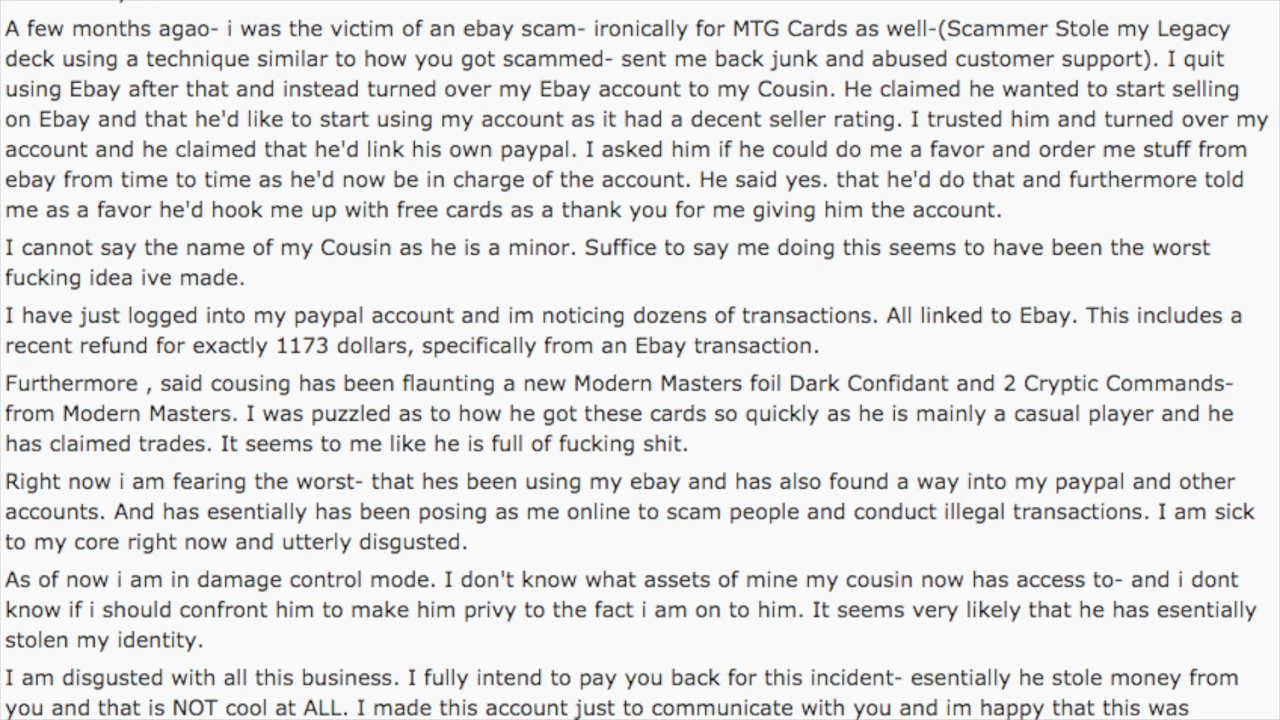 A few months agao- i was the victim of an ebay scam- ironically for MTG Cards as well-(Scammer Stole my Legacy
deck using a technique similar to how you got scammed- sent me back junk and abused customer support). I quit
using Ebay after that and instead turned over my Ebay account to my Cousin. He claimed he wanted to start selling
on Ebay and that he'd like to start using my account as it had a decent seller rating. I trusted him and turned over my
account and he claimed that he'd link his own paypal. I asked him if he could do me a favor and order me stuff from
ebay from time to time as he'd now be in charge of the account. He said yes. that he'd do that and furthermore told
me as a favor he'd hook me up with free cards as a thank you for me giving him the account.
I cannot say the name of my Cousin as he is a minor. Suffice to say me doing this seems to have been the worst
fucking idea ive made.
I have just logged into my paypal account and im noticing dozens of transactions. All linked to Ebay. This includes a
recent refund for exactly 1173 dollars, specifically from an Ebay transaction.
Furthermore , said cousing has been flaunting a new Modern Masters foil Dark Confidant and 2 Cryptic Commands-
from Modern Masters. I was puzzled as to how he got these cards so quickly as he is mainly a casual player and he
has claimed trades. It seems to me like he is full of fucking shit.
Right now i am fearing the worst- that hes been using my ebay and has also found a way into my paypal and other
accounts. And has esentially has been posing as me online to scam people and conduct illegal transactions. I am sick
to my core right now and utterly disgusted.
As of now i am in damage control mode. I don't know what assets of mine my cousin now has access to- and i dont
know if i should confront him to make him privy to the fact i am on to him. It seems very likely that he has esentially
stolen my identity.
I am disgusted with all this business. I fully intend to pay you back for this incident- esentially he stole money from
you and that is NOT cool at ALL. I made this account just to communicate with you and im happy that this was